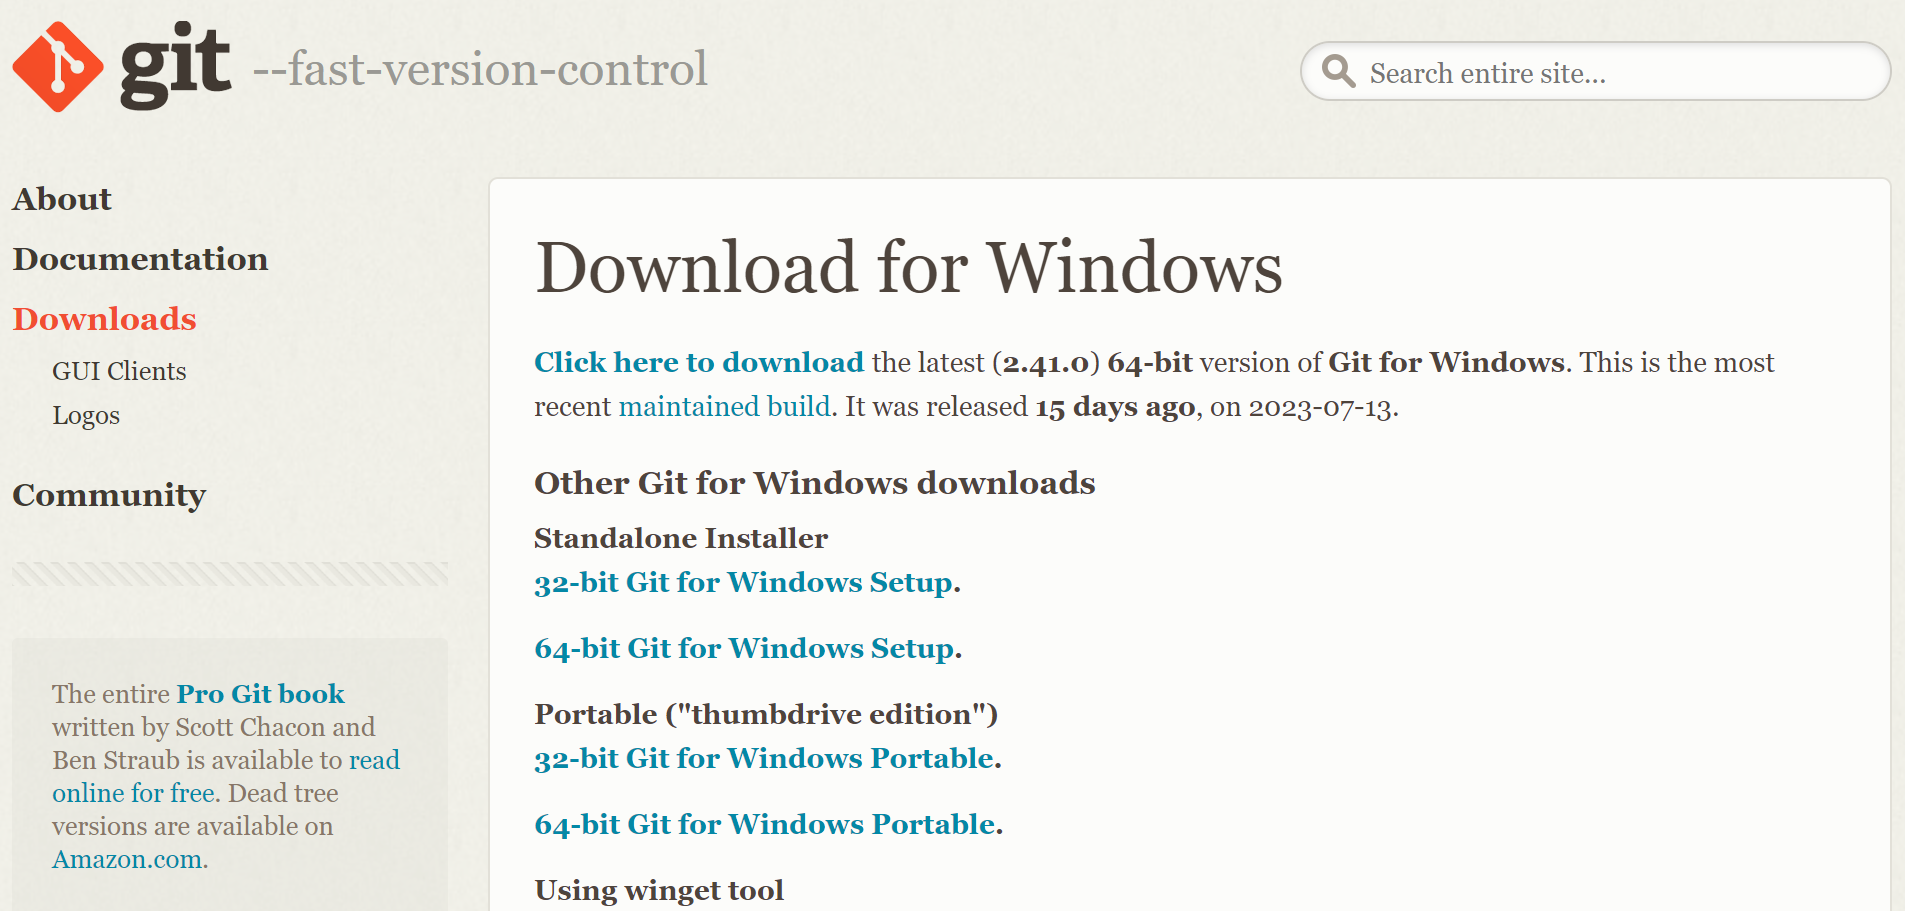 git --fast-version-control
Search entire site...
About
Documentation
Downloads
GUI Clients
Logos
Community
The entire Pro Git book
written by Scott Chacon and
Ben Straub is available to read
online for free. Dead tree
versions are available on
Amazon.com.
Download for Windows
Click here to download the latest (2.41.0) 64-bit version of Git for Windows. This is the most
recent maintained build. It was released 15 days ago, on 2023-07-13.
Other Git for Windows downloads
Standalone Installer
32-bit Git for Windows Setup.
64-bit Git for Windows Setup.
Portable ("thumbdrive edition")
32-bit Git for Windows Portable.
64-bit Git for Windows Portable.
Using winget tool